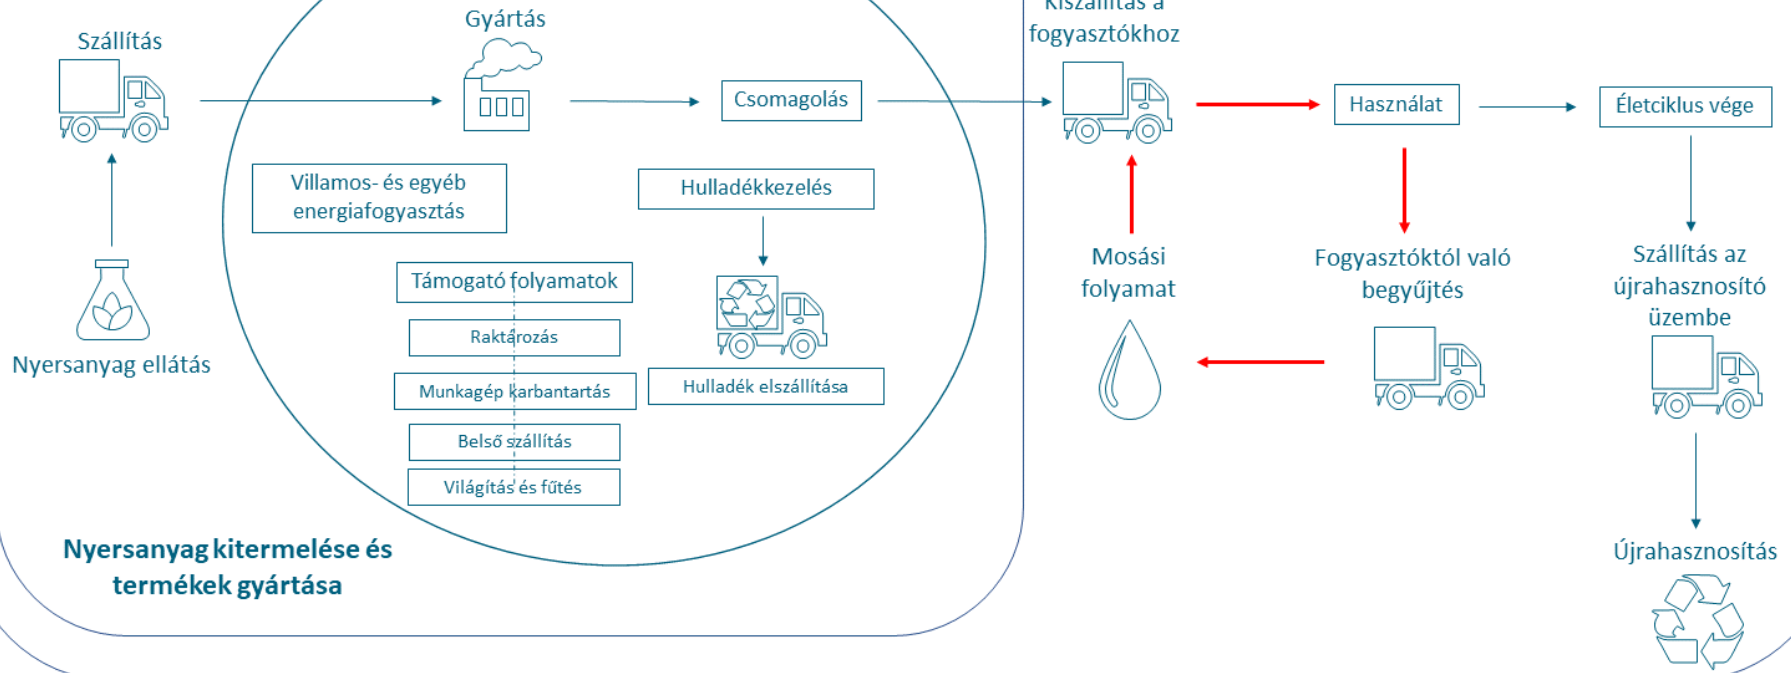 Szállítás
Gyártás
Csomagolás
Kiszállítás a
fogyasztókhoz
Használat
Életciklus vége
Villamos- és egyéb
energiafogyasztás
Hulladékkezelés
Támogató folyamatok
Raktározás
Munkagép karbantartás
Belső szállítás
Világítás és fűtés
Hulladék elszállítása
Nyersanyag ellátás
Mosási
folyamat
Fogyasztóktól való
begyűjtés
Szállítás az
újrahasznosító
üzembe
Újrahasznosítás
Nyersanyag kitermelése és
termékek gyártása